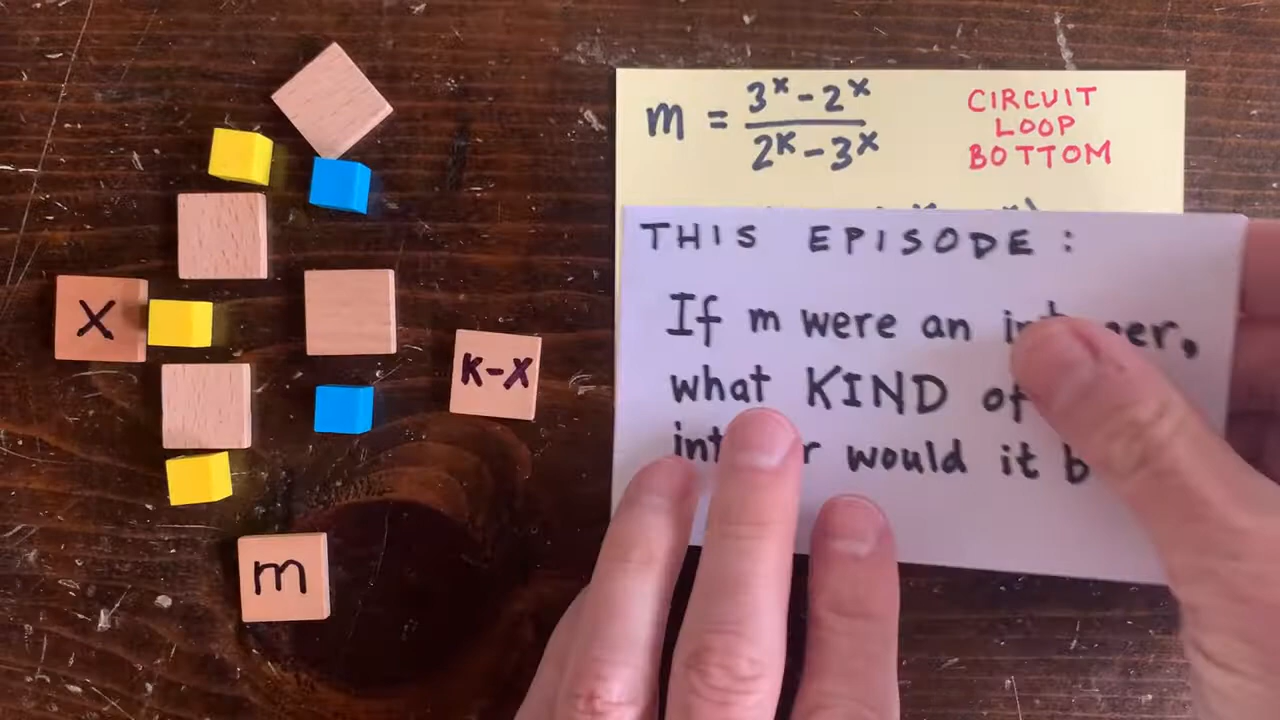 X
K-X
m
m = (3^x - 2^x) / (2^k - 3^x)
CIRCUIT
LOOP
BOTTOM
THIS EPISODE:
If m were an
what KIND of
would it